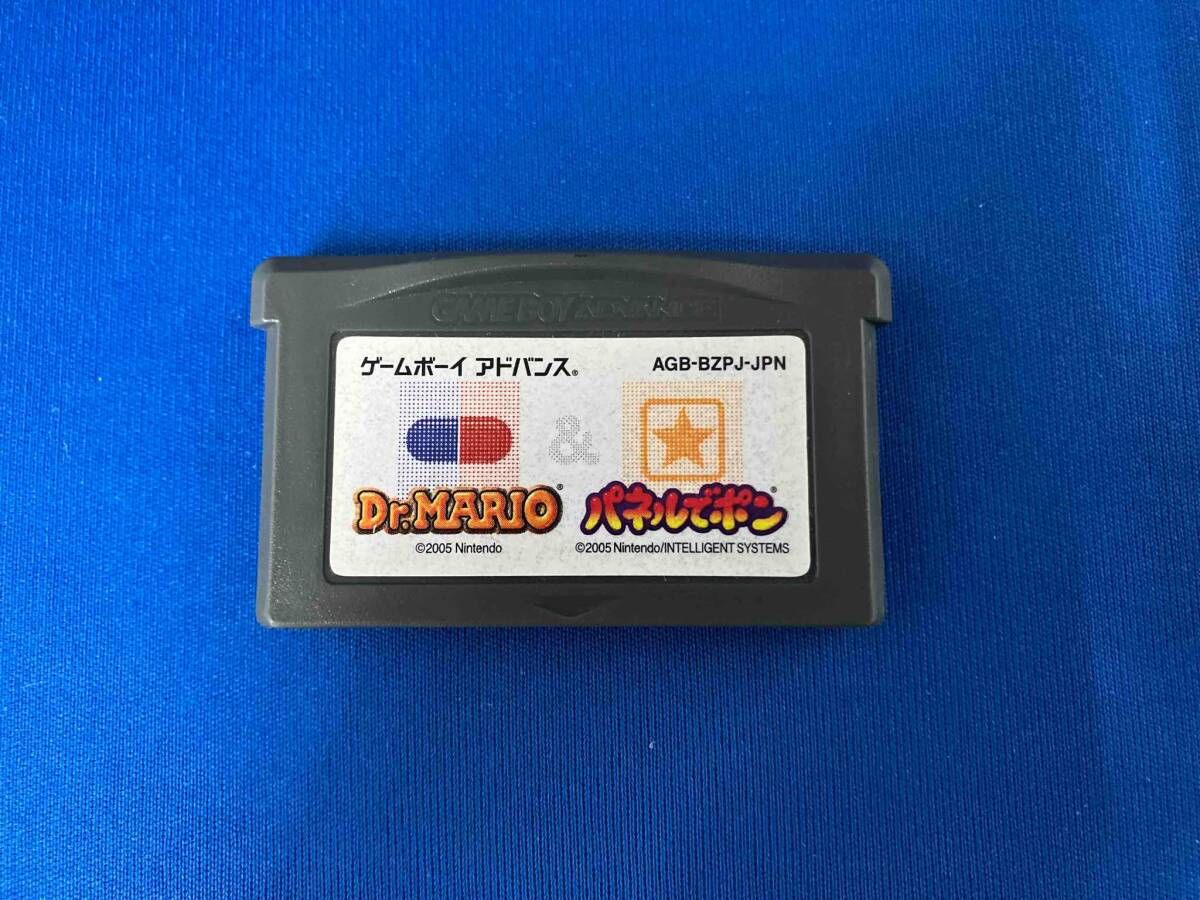 GAME BOY ADVANCE
ゲームボーイ アドバンス®
AGB-BZPJ-JPN
&
Dr.MARIO®
パネルでポン®
©2005 Nintendo
©2005 Nintendo/INTELLIGENT SYSTEMS